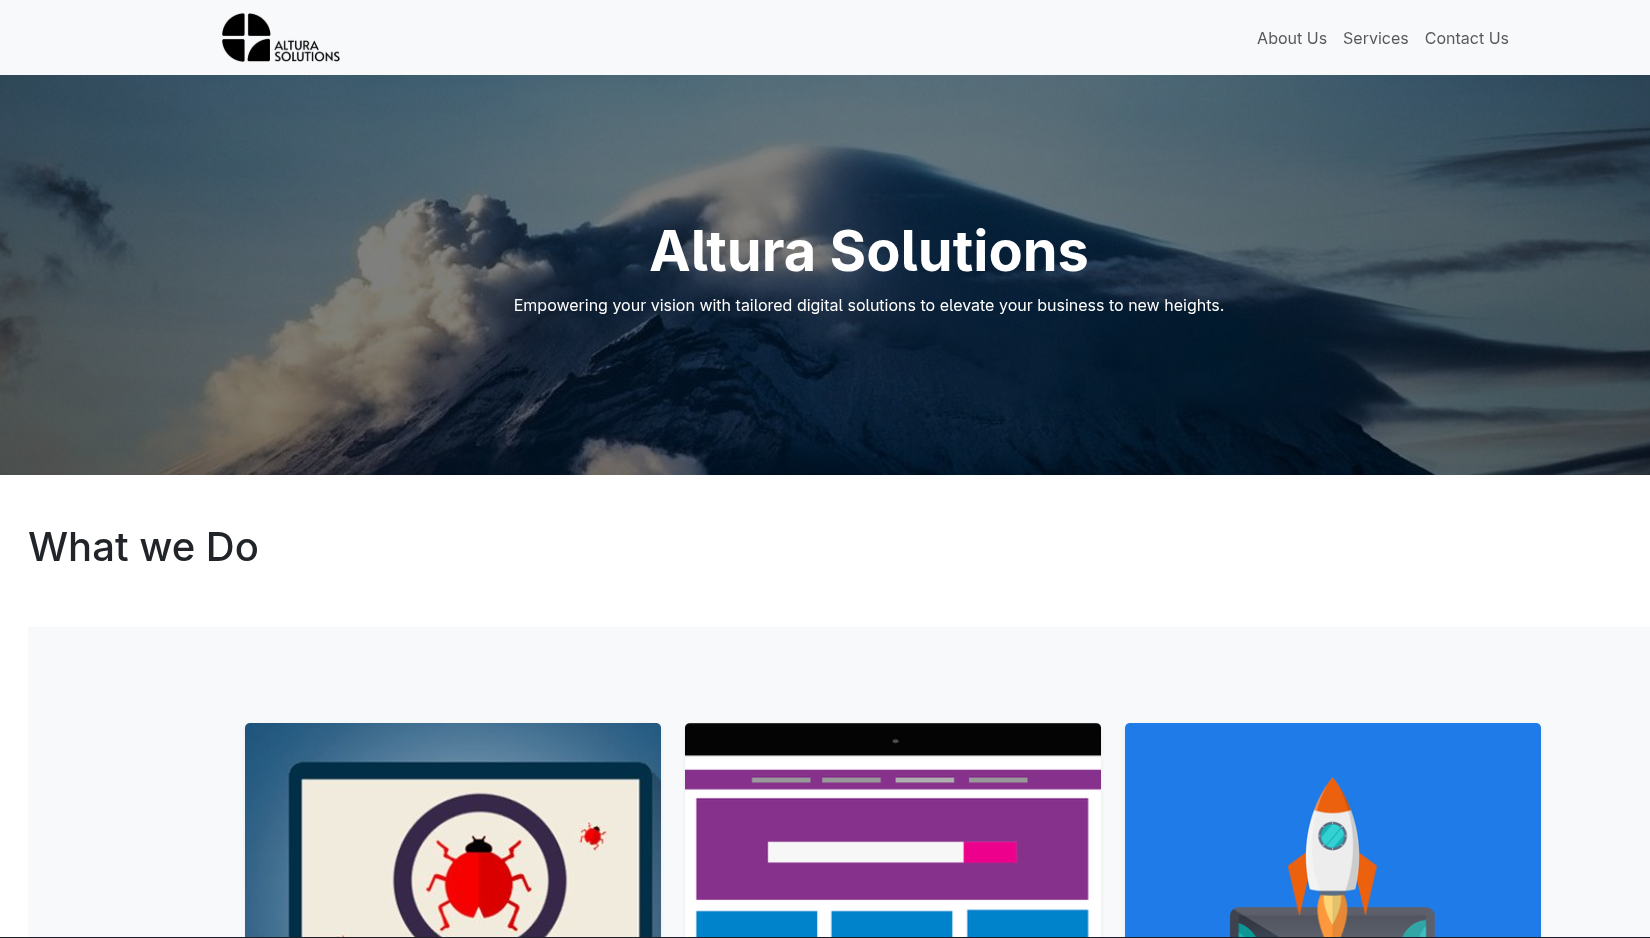 ALTURA
SOLUTIONS
About Us Services Contact Us
Altura Solutions
Empowering your vision with tailored digital solutions to elevate your business to new heights.
What we Do